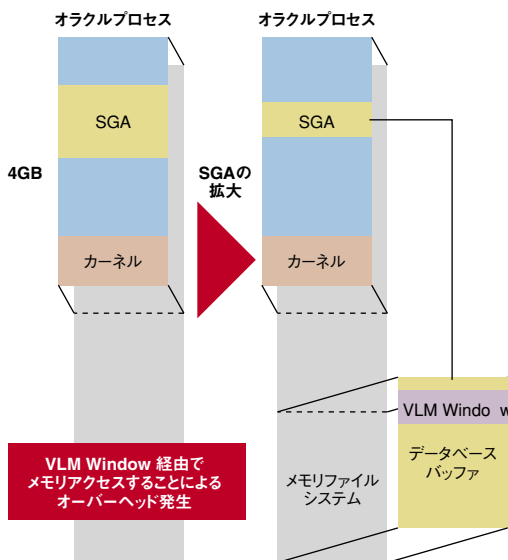 オラクルプロセス
オラクルプロセス
SGA
SGA
4GB
SGAの
拡大
カーネル
カーネル
VLM Windo w
データベース
バッファ
VLM Window 経由で
メモリアクセスすることによる
オーバーヘッド発生
メモリファイル
システム